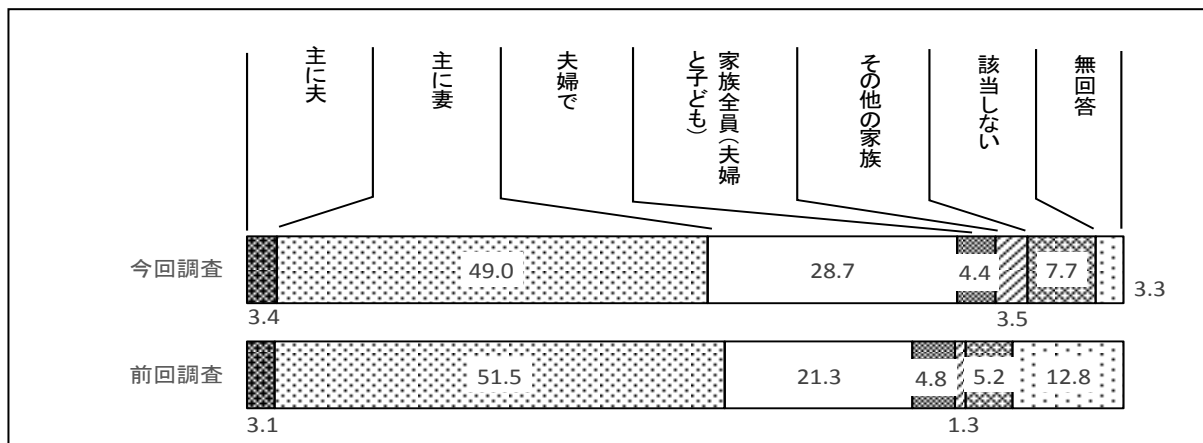 主に夫
主に妻
夫婦で
家族全員(夫婦
と子ども)
その他の家族
該当しない
無回答
今回調査
3.4
49.0
28.7
4.4
3.5
7.7
3.3
前回調査
3.1
51.5
21.3
4.8
1.3
5.2
12.8